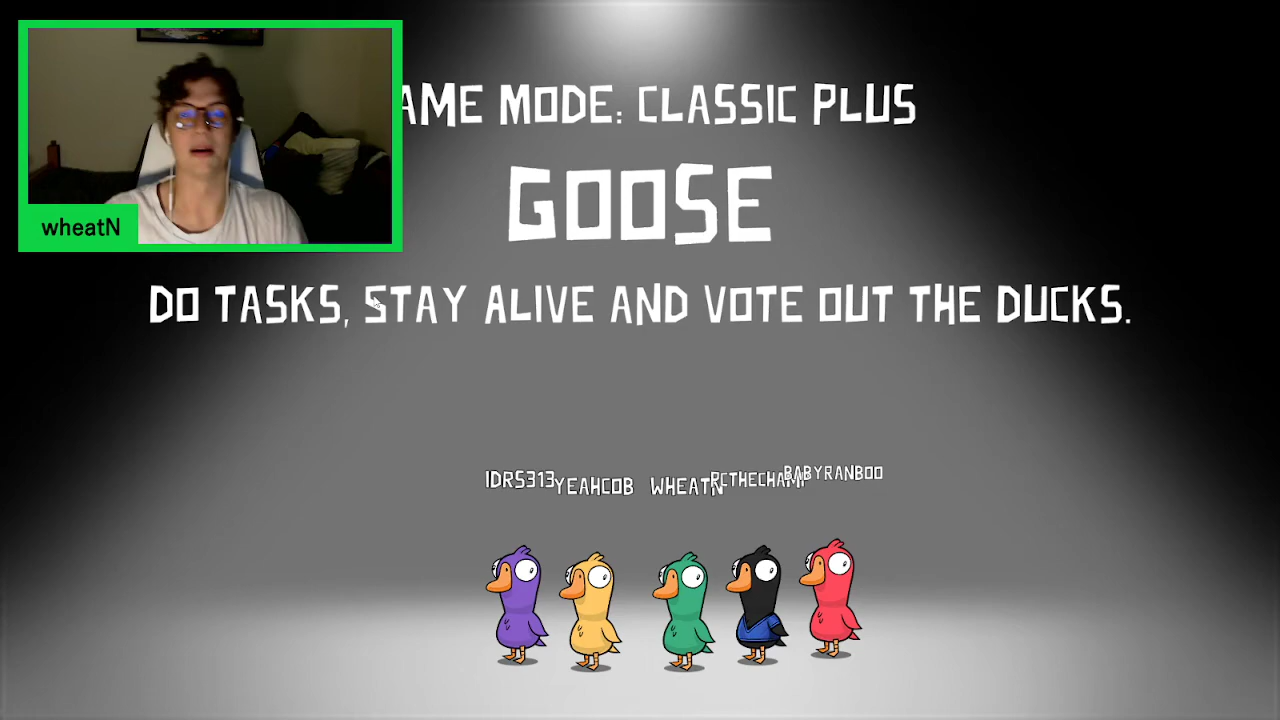 AME MODE: CLASSIC PLUS
GOOSE
wheatN
DO TASKS, STAY ALIVE AND VOTE OUT THE DUCKS.
IDRS313 YEAHCOB WHEATN PCTHECHAMP BABYRANBOO